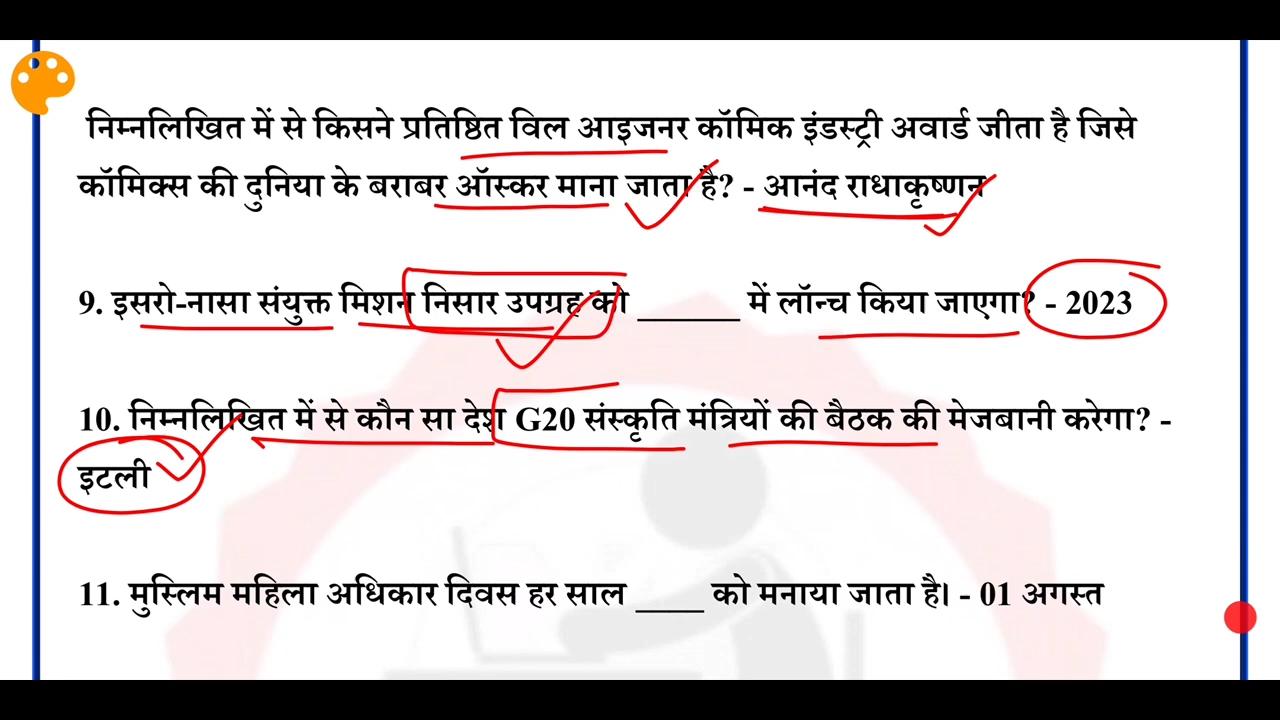 निम्नलिखित में से किसने प्रतिष्ठित विल आइजनर कॉमिक इंडस्ट्री अवार्ड जीता है जिसे
कॉमिक्स की दुनिया के बराबर ऑस्कर माना जाता है? - आनंद राधाकृष्णन
9. इसरो-नासा संयुक्त मिशन निसार उपग्रह को ______ में लॉन्च किया जाएगा? - 2023
10. निम्नलिखित में से कौन सा देश G20 संस्कृति मंत्रियों की बैठक की मेजबानी करेगा? -
इटली
11. मुस्लिम महिला अधिकार दिवस हर साल ____ को मनाया जाता है। - 01 अगस्त